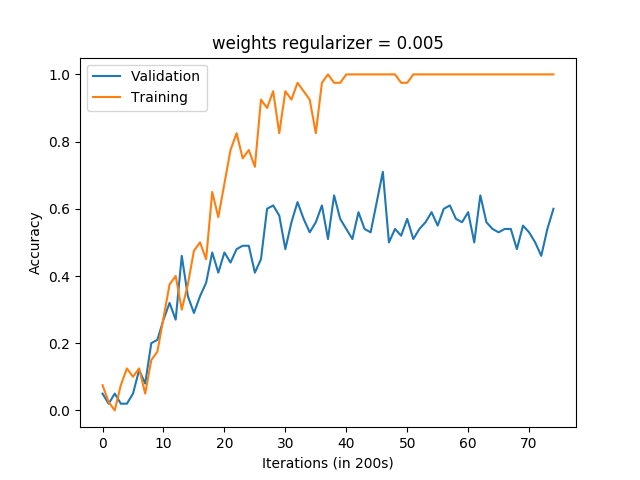 weights regularizer = 0.005
Validation
Training
Accuracy
1.0
0.8
0.6
0.4
0.2
0.0
0 10 20 30 40 50 60 70
Iterations (in 200s)